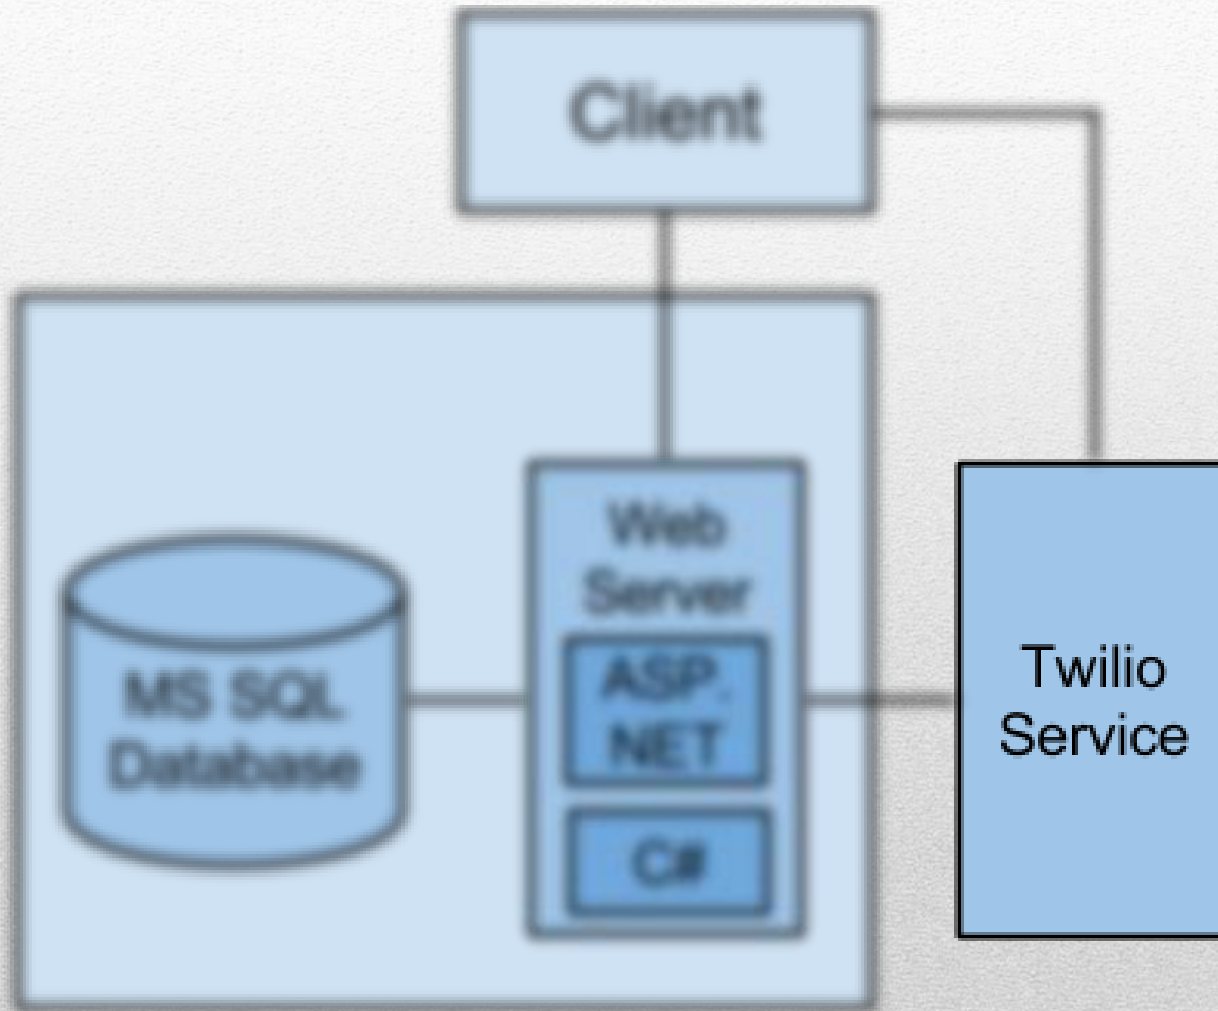 Client
Web
Server
ASP.
NET
C#
MS SQL
Database
Twilio
Service